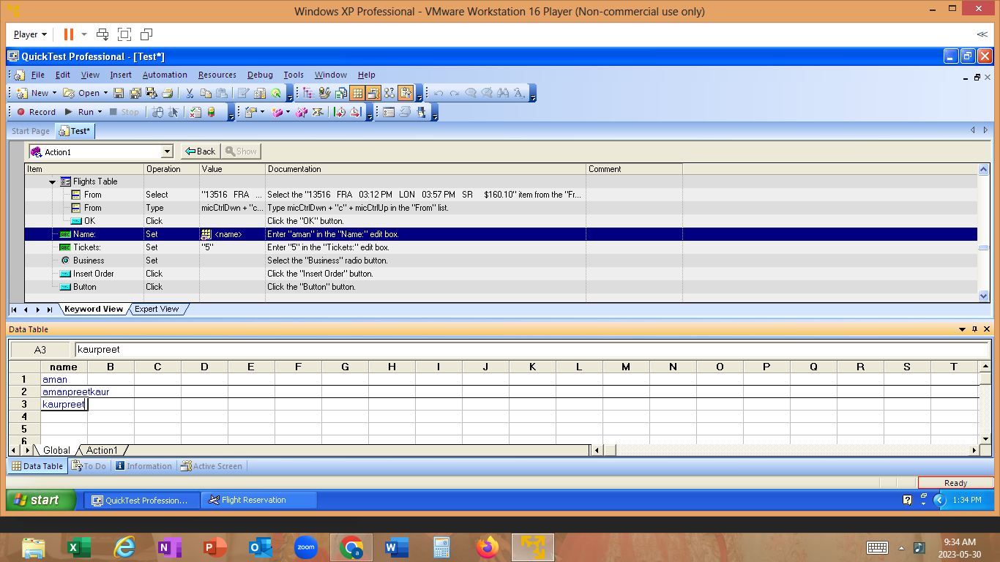 Windows XP Professional - VMware Workstation 16 Player (Non-commercial use only)
Player
QuickTest Professional - [Test*]
File Edit View Insert Automation Resources Debug Tools Window Help
New Open
Record Run Stop
Start Page Test*
Action1 Back Show
Item Operation Value Documentation Comment
Flights Table
From Select "13516 FRA ... Select the "13516 FRA 03:12 PM LON 03:57 PM SR $160.10" item from the "Fr...
From Type micCtrlDwn + "c... Type micCtrlDwn + "c" + micCtrlUp in the "From" list.
OK Click Click the "OK" button.
ABC Name: Set <name> Enter "aman" in the "Name:" edit box.
ABC Tickets: Set "5" Enter "5" in the "Tickets:" edit box.
Business Set Select the "Business" radio button.
Insert Order Click Click the "Insert Order" button.
Button Click Click the "Button" button.
Keyword View Expert View
Data Table
A3 kaurpreet
name B C D E F G H I J K L M N O P Q R S T
1 aman
2 amanpreetkaur
3 kaurpreet
4
5
6
Global Action1
Data Table To Do Information Active Screen
Ready
start QuickTest Profession... Flight Reservation 1:34 PM
zoom
9:34 AM
2023-05-30